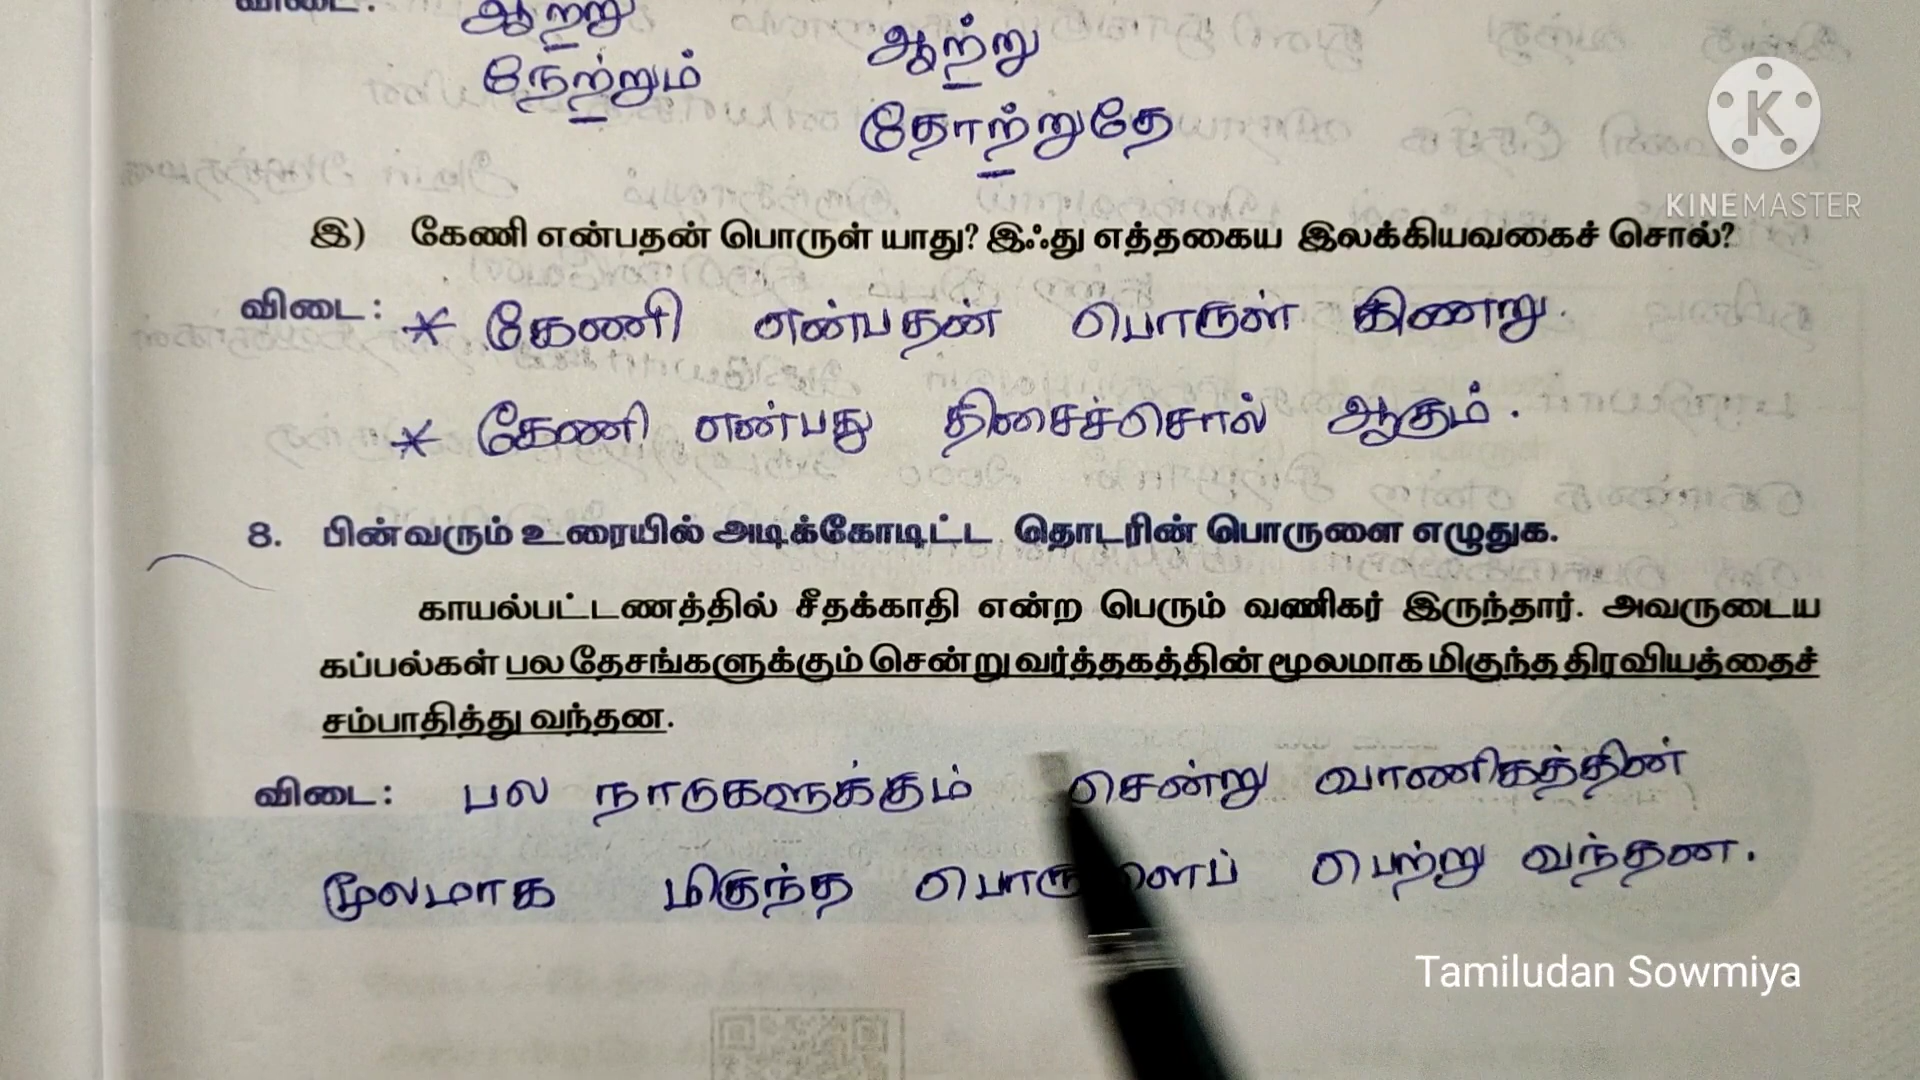 விடை: ஆற்று
ஆற்று
நேற்றும்
தோற்றுதே
KINEMASTER
இ) கேணி என்பதன் பொருள் யாது? இஃது எத்தகைய இலக்கியவகைச் சொல்?
விடை: * கேணி என்பதன் பொருள் கிணறு.
* கேணி என்பது திசைச்சொல் ஆகும்.
8. பின்வரும் உரையில் அடிக்கோடிட்ட தொடரின் பொருளை எழுதுக.
காயல்பட்டணத்தில் சீதக்காதி என்ற பெரும் வணிகர் இருந்தார். அவருடைய
கப்பல்கள் பல தேசங்களுக்கும் சென்று வர்த்தகத்தின் மூலமாக மிகுந்த திரவியத்தைச்
சம்பாதித்து வந்தன.
விடை: பல நாடுகளுக்கும் சென்று வாணிகத்தின்
மூலமாக மிகுந்த பொருளைப் பெற்று வந்தன.
Tamiludan Sowmiya